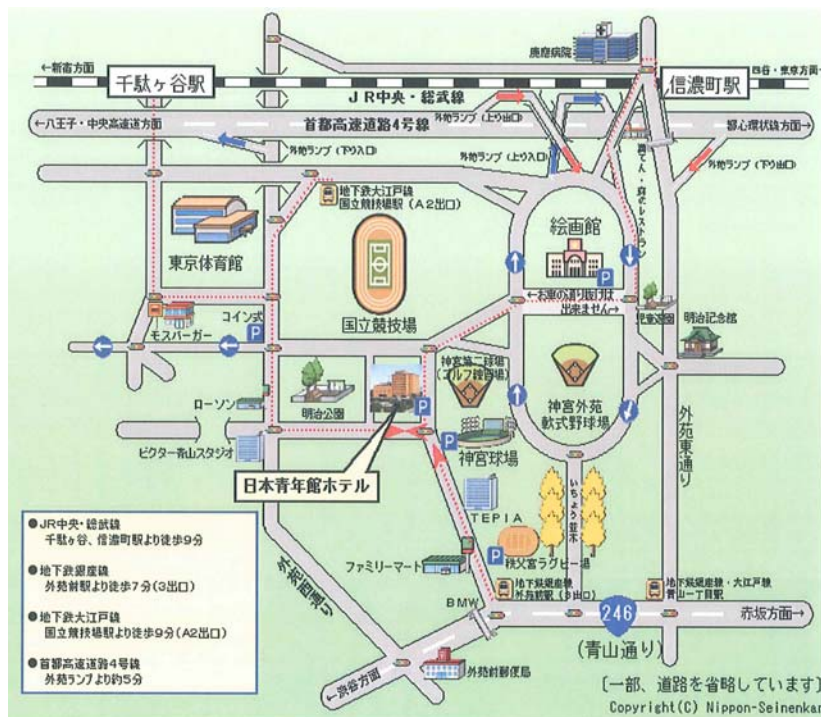 慶應病院
←新宿方面
四谷・東京方面→
千駄ヶ谷駅
信濃町駅
JR中央・総武線
←八王子・中央高速道方面
首都高速道路4号線
都心環状線方面→
外苑ランプ(上り出口)
外苑ランプ(下り入口)
外苑ランプ(上り入口)
外苑ランプ(下り出口)
地下鉄大江戸線
国立競技場駅(A2出口)
東京体育館
絵画館
P
国立競技場
←お車の通り抜けは
出来ません→
児童遊園
明治記念館
モスバーガー
コイン式
P
神宮第二球場
(ゴルフ練習場)
神宮外苑
軟式野球場
ローソン
明治公園
P
P
神宮球場
外苑東通り
ビクター青山スタジオ
日本青年館ホテル
TEPIA
いちょう並木
●JR中央・総武線
千駄ヶ谷、信濃町駅より徒歩9分
●地下鉄銀座線
外苑前駅より徒歩7分(3出口)
●地下鉄大江戸線
国立競技場駅より徒歩9分(A2出口)
●首都高速道路4号線
外苑ランプより約5分
外苑西通り
ファミリーマート
P
秩父宮ラグビー場
地下鉄銀座線
外苑前駅(3出口)
地下鉄銀座線・大江戸線
青山一丁目駅
BMW
246
赤坂方面→
(青山通り)
←渋谷方面
外苑前郵便局
〔一部、道路を省略しています〕
Copyright(C) Nippon-Seinenkan